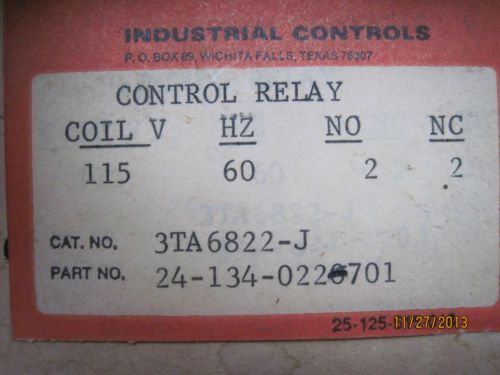 INDUSTRIAL CONTROLS
P.O. BOX 89, WICHITA FALLS, TEXAS 76307
CONTROL RELAY
COIL V HZ NO NC
115 60 2 2
CAT. NO. 3TA6822-J
PART NO. 24-134-026701
25-125-
11/27/2013